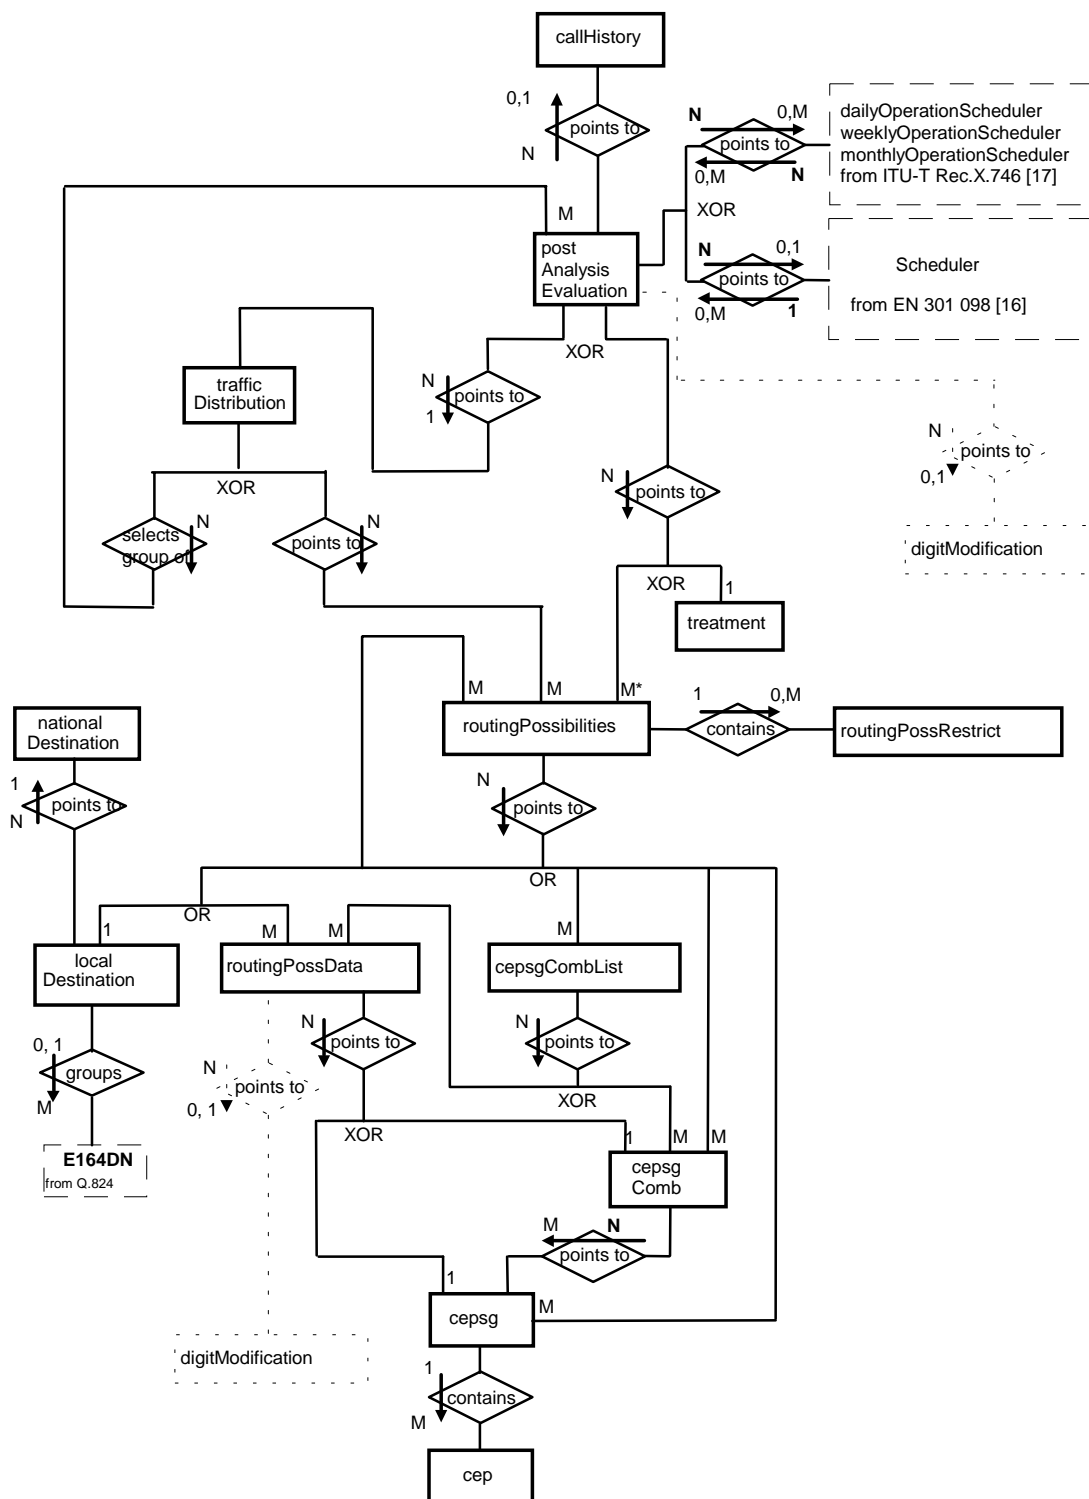 callHistory
0,1
points to
N
N
0,M
points to
0,M
N
dailyOperationScheduler
weeklyOperationScheduler
monthlyOperationScheduler
from ITU-T Rec.X.746 [17]
XOR
M
post
Analysis
Evaluation
N
0,1
points to
0,M
1
Scheduler
from EN 301 098 [16]
XOR
traffic
Distribution
N
points to
1
N
points to
0,1
digitModification
XOR
N
selects
group of
N
points to
N
points to
XOR
1
treatment
M
M
M*
routingPossibilities
1
0,M
contains
routingPossRestrict
national
Destination
1
points to
N
N
points to
OR
OR
1
M
M
M
local
Destination
routingPossData
cepsgCombList
0, 1
groups
M
N
points to
0, 1
N
points to
N
points to
XOR
XOR
1
M
M
E164DN
from Q.824
cepsg
Comb
M
N
points to
1
M
cepsg
digitModification
1
contains
M
cep